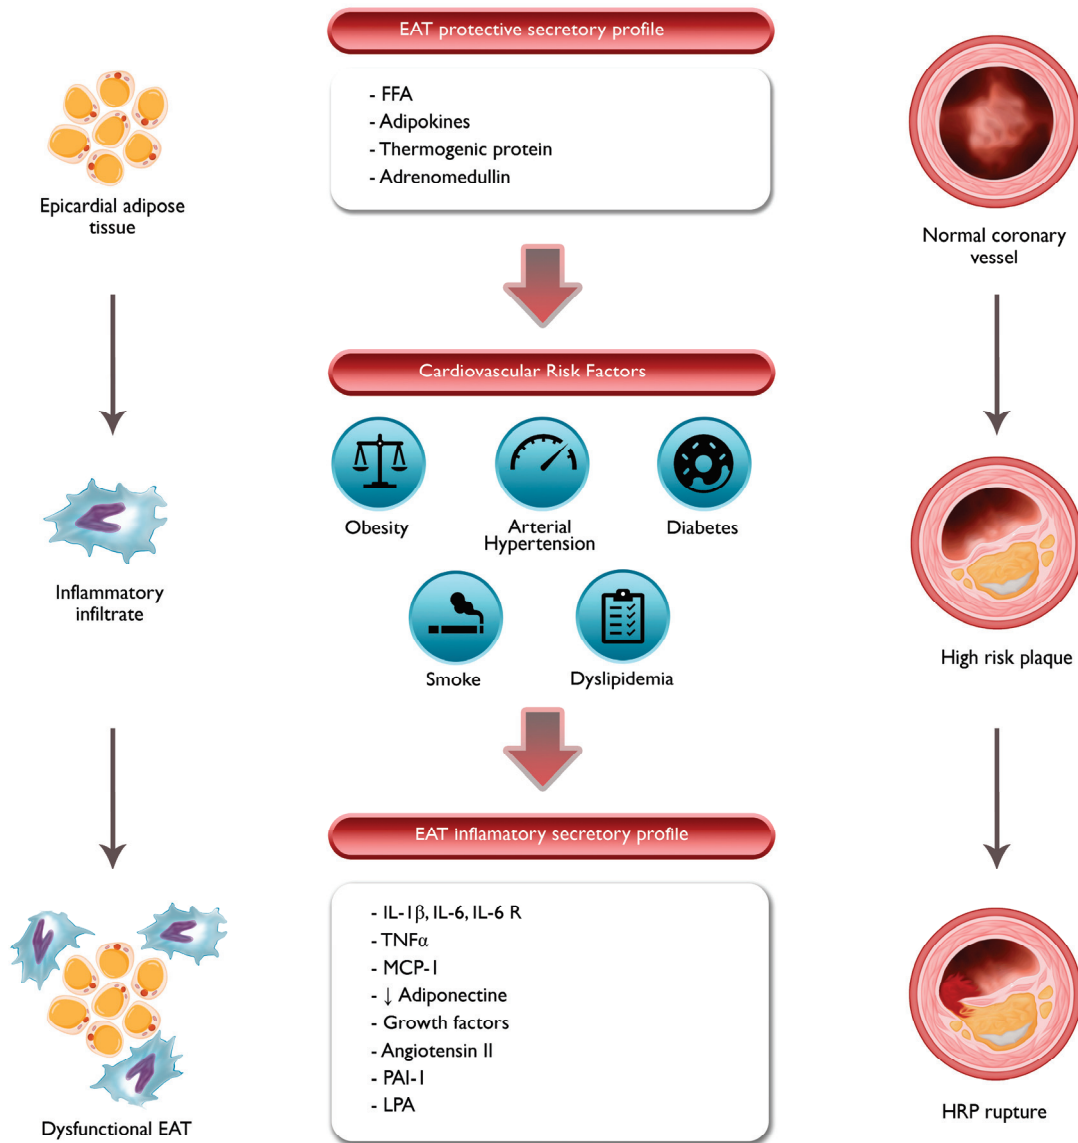 EAT protective secretory profile
- FFA
- Adipokines
- Thermogenic protein
- Adrenomedullin
Epicardial adipose
tissue
Normal coronary
vessel
Cardiovascular Risk Factors
Obesity
Arterial
Hypertension
Diabetes
Smoke
Dyslipidemia
Inflammatory
infiltrate
High risk plaque
EAT inflamatory secretory profile
- IL-1β, IL-6, IL-6 R
- TNFα
- MCP-1
- ↓ Adiponectine
- Growth factors
- Angiotensin II
- PAI-1
- LPA
Dysfunctional EAT
HRP rupture